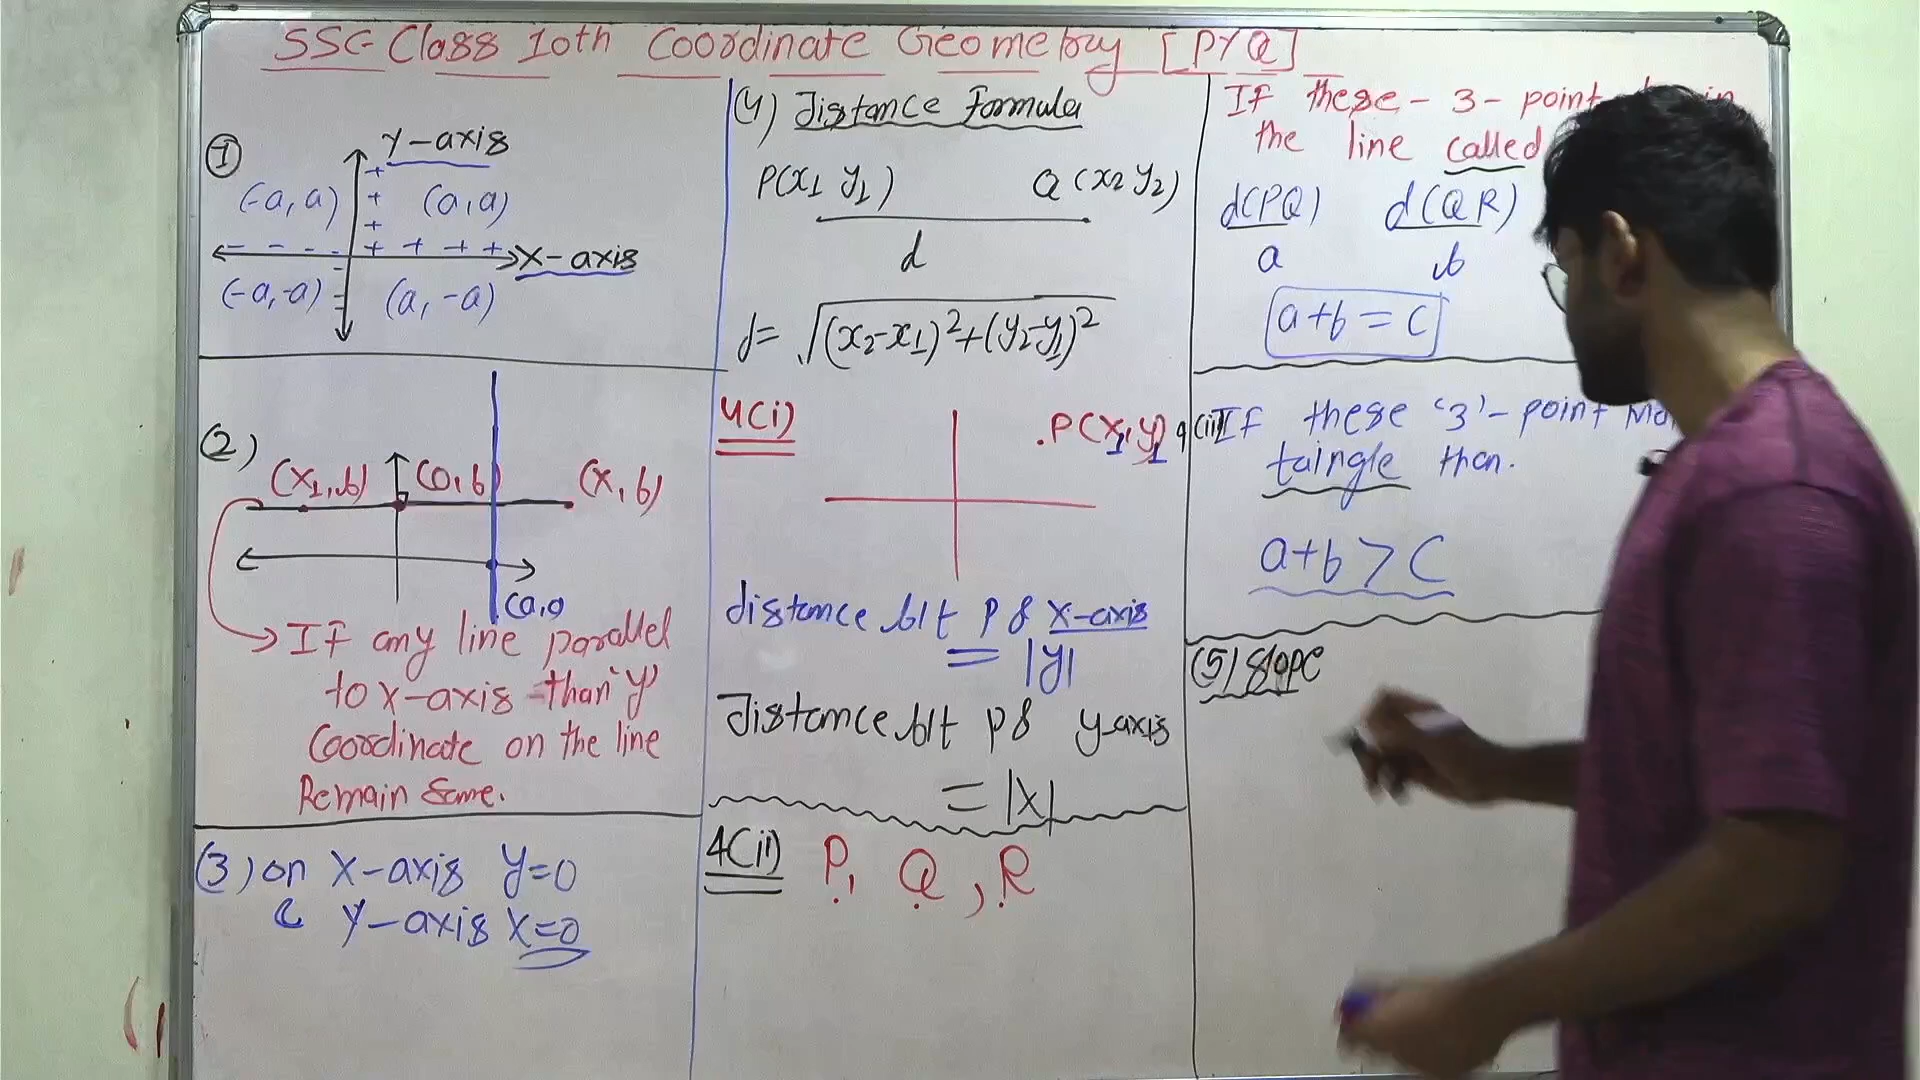 SSC Class 10th Coordinate Geometry [PYQ]
①
y-axis
+
+
+
+ + + +
(-a, a)
(a, a)
- - - -
x-axis
(-a, -a)
(a, -a)
(2)
(x1, b)
(0, b)
(x, b)
(a, 0
→ If any line parallel
to x-axis than 'y'
Coordinate on the line
Remain Same.
(3) on x-axis y=0
y-axis x=0
(4) Distance Formula
P(x1 y1)
Q (x2 y2)
d
d= √(x2-x1)²+(y2-y1)²
4(i)
.P(x1, y1)
distance b/t P & x-axis
= |y|
Distance b/t P & y-axis
= |x|
4(ii)
P, Q, R
If these - 3 - point
the line called
d(PQ) d(QR)
a b
a+b = C
(ii) If these '3' - point
taingle than.
a+b > C
(5) Slope